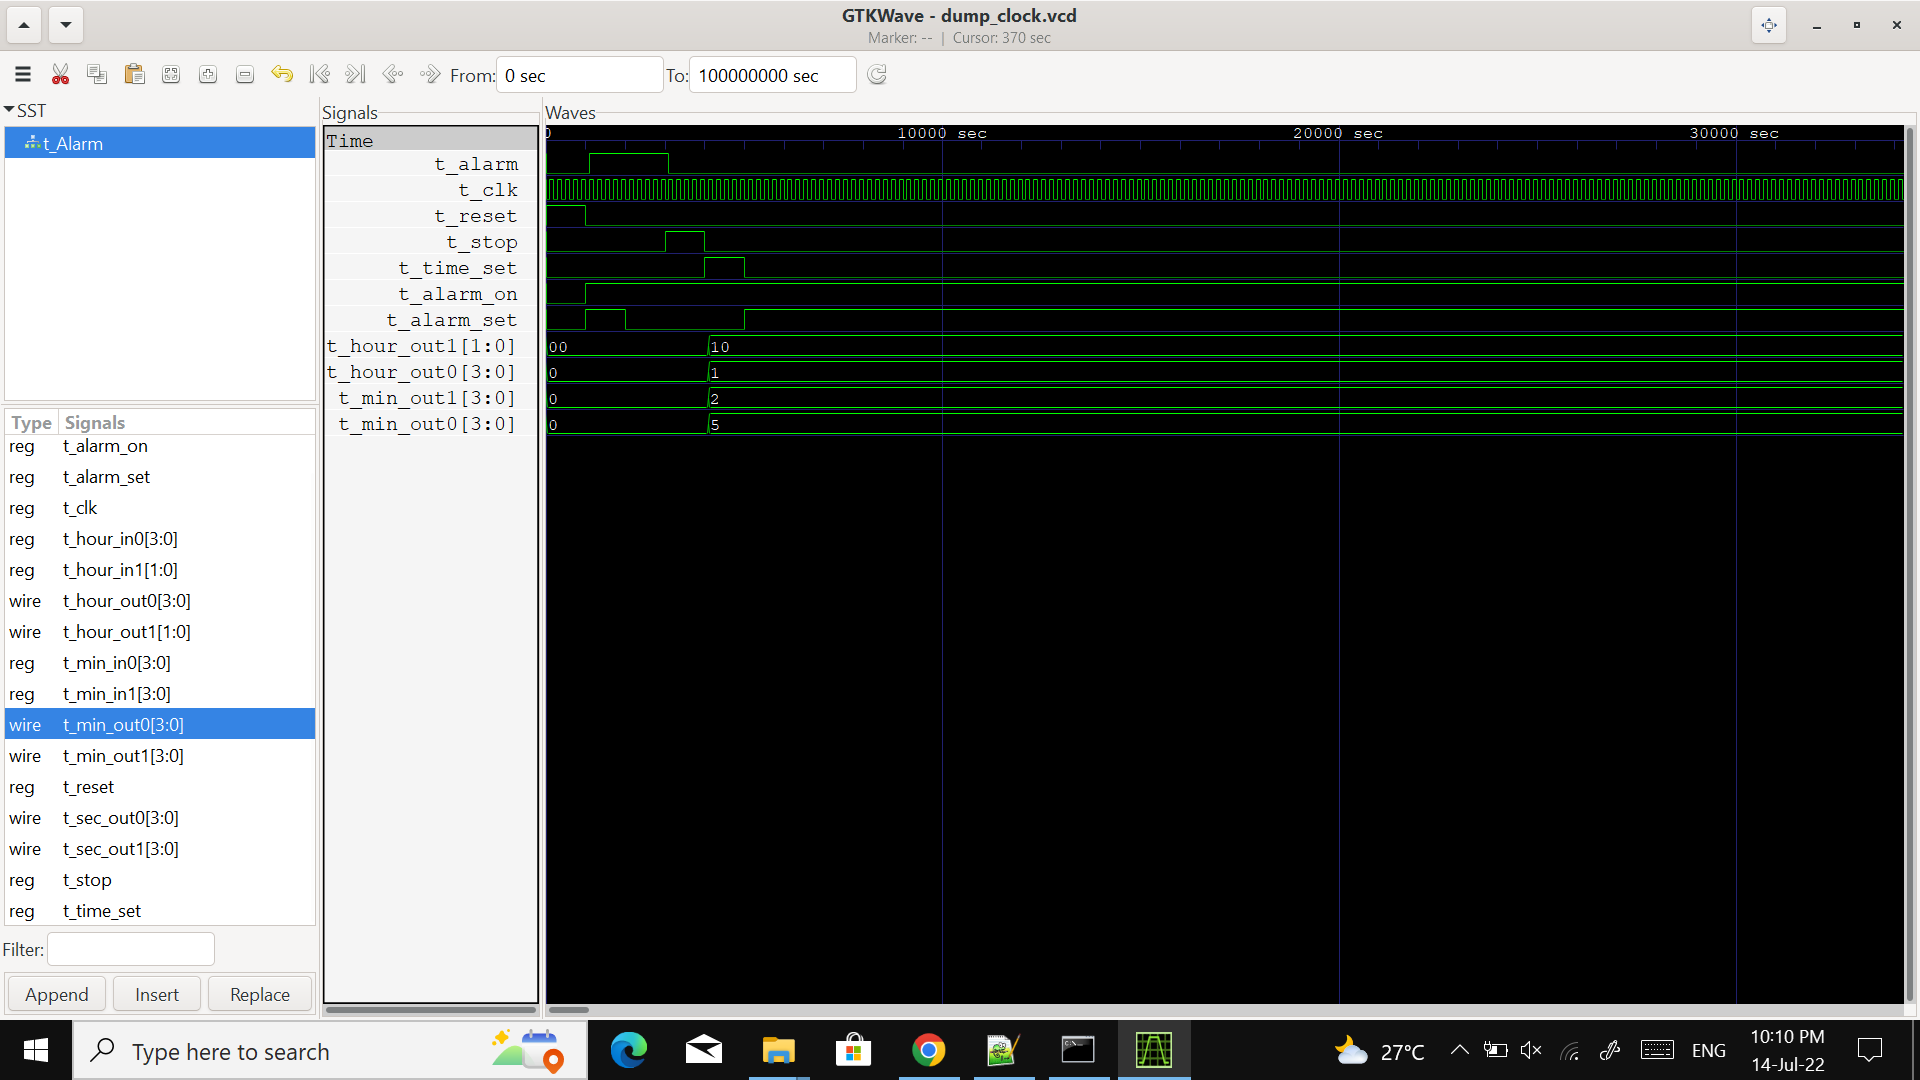 GTKWave - dump_clock.vcd
Marker: -- | Cursor: 370 sec
From: 0 sec To: 100000000 sec
SST
t_Alarm
Type Signals
reg t_alarm_on
reg t_alarm_set
reg t_clk
reg t_hour_in0[3:0]
reg t_hour_in1[1:0]
wire t_hour_out0[3:0]
wire t_hour_out1[1:0]
reg t_min_in0[3:0]
reg t_min_in1[3:0]
wire t_min_out0[3:0]
wire t_min_out1[3:0]
reg t_reset
wire t_sec_out0[3:0]
wire t_sec_out1[3:0]
reg t_stop
reg t_time_set
Filter:
Append Insert Replace
Signals
Time
t_alarm
t_clk
t_reset
t_stop
t_time_set
t_alarm_on
t_alarm_set
t_hour_out1[1:0]
t_hour_out0[3:0]
t_min_out1[3:0]
t_min_out0[3:0]
Waves
0 10000 sec 20000 sec 30000 sec
00 10
0 1
0 2
0 5
Type here to search
27°C
ENG
10:10 PM
14-Jul-22